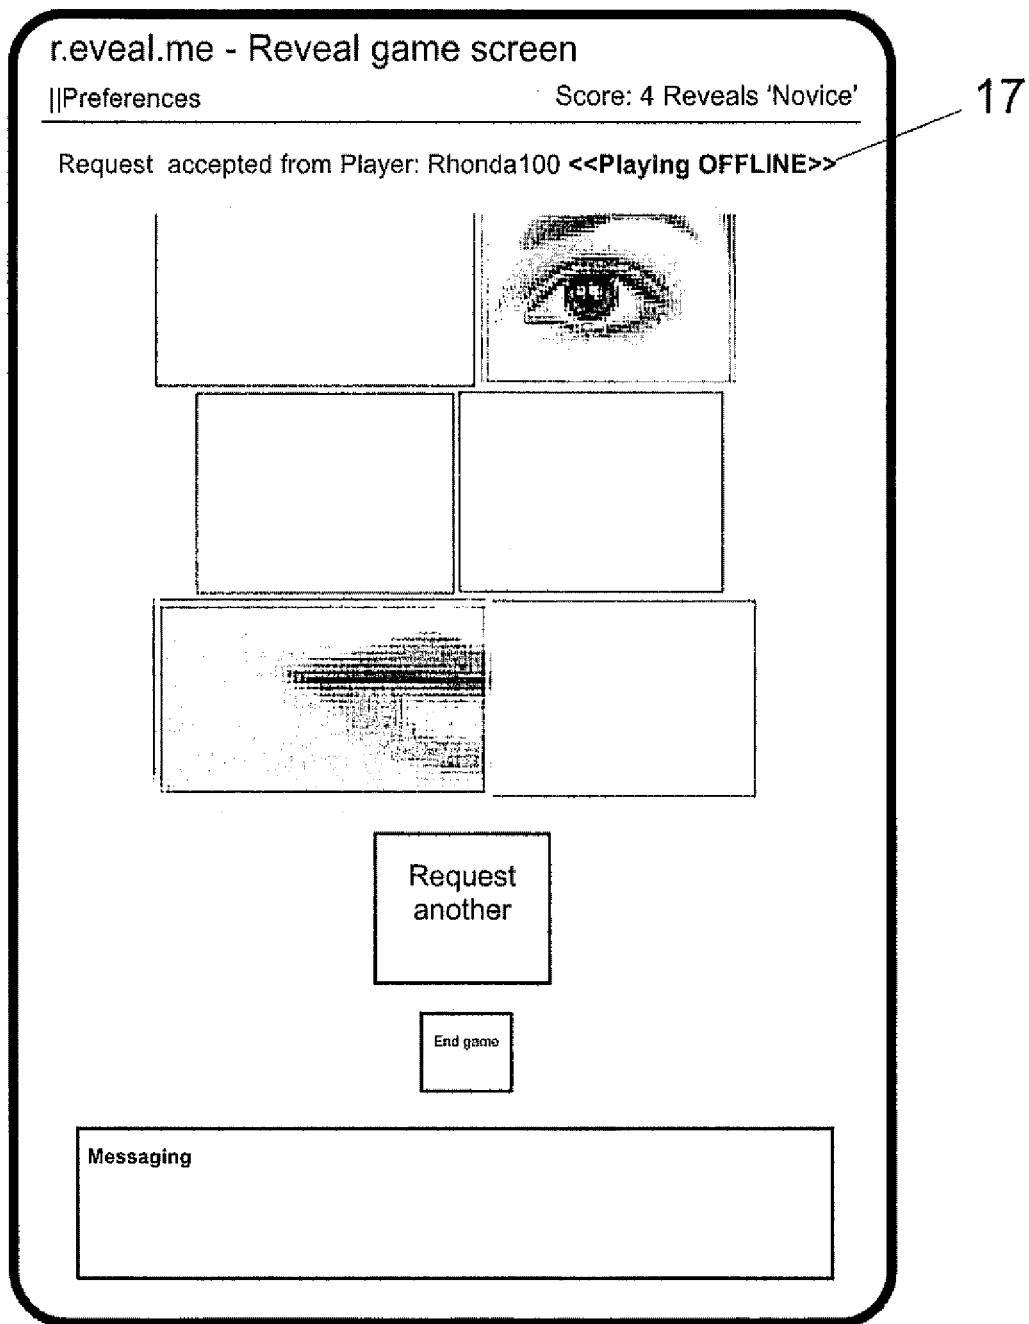 r.eveal.me - Reveal game screen
||Preferences
Score: 4 Reveals 'Novice'
17
Request accepted from Player: Rhonda100 <<Playing OFFLINE>>
Request
another
End game
Messaging